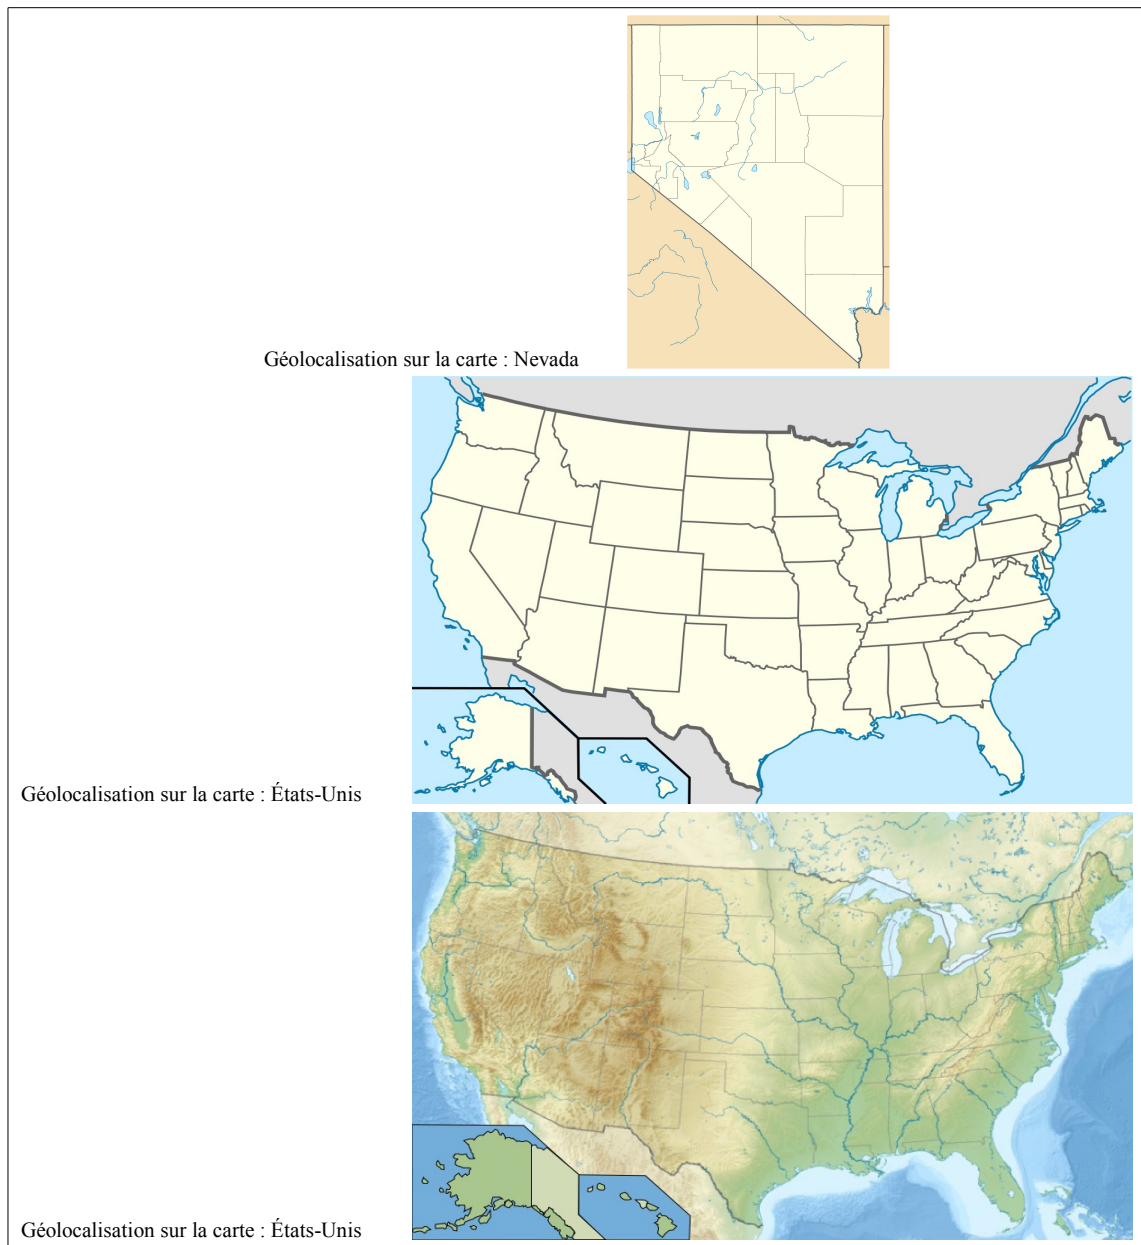 Géolocalisation sur la carte : Nevada
Géolocalisation sur la carte : États-Unis
Géolocalisation sur la carte : États-Unis